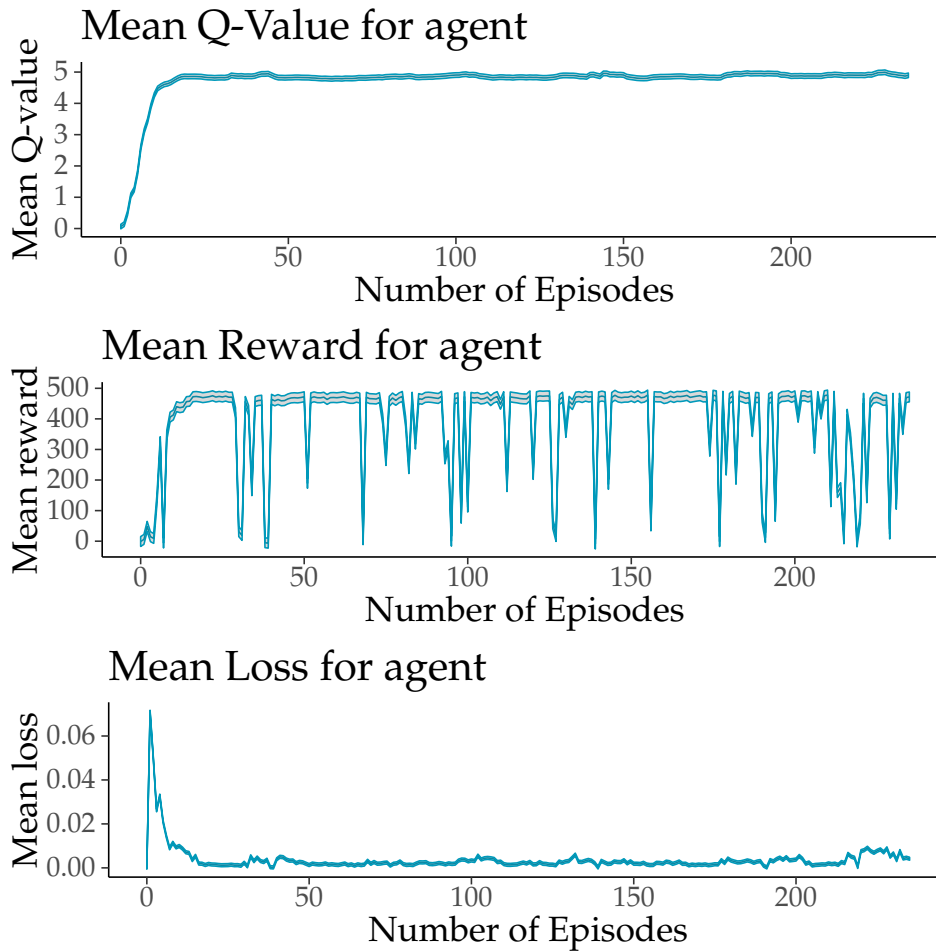 Mean Q-Value for agent
Mean Q-value
5
4
3
2
1
0
0 50 100 150 200
Number of Episodes
Mean Reward for agent
Mean reward
500
400
300
200
100
0
0 50 100 150 200
Number of Episodes
Mean Loss for agent
Mean loss
0.06
0.04
0.02
0.00
0 50 100 150 200
Number of Episodes